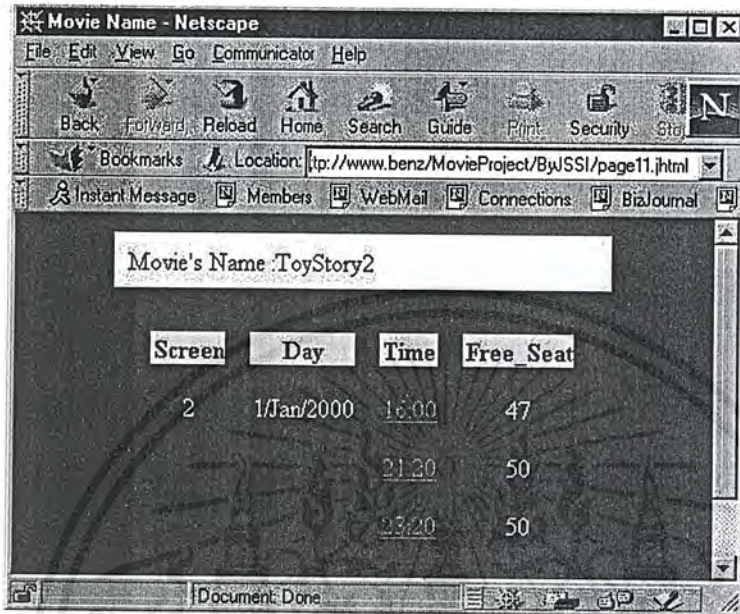 Movie Name - Netscape
File Edit View Go Communicator Help
Back Forward Reload Home Search Guide Print Security Stop N
Bookmarks Location: tp://www.benz/MovieProject/ByJSSI/page11.jhtml
Instant Message Members WebMail Connections BizJournal
Movie's Name :ToyStory2
Screen Day Time Free_Seat
2 1/Jan/2000 16:00 47
21:20 50
23:20 50
Document: Done